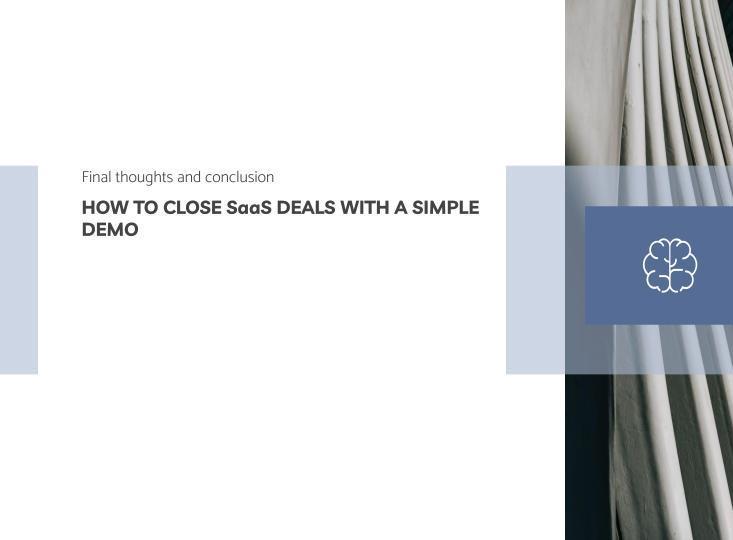 Final thoughts and conclusion
HOW TO CLOSE SaaS DEALS WITH A SIMPLE
DEMO